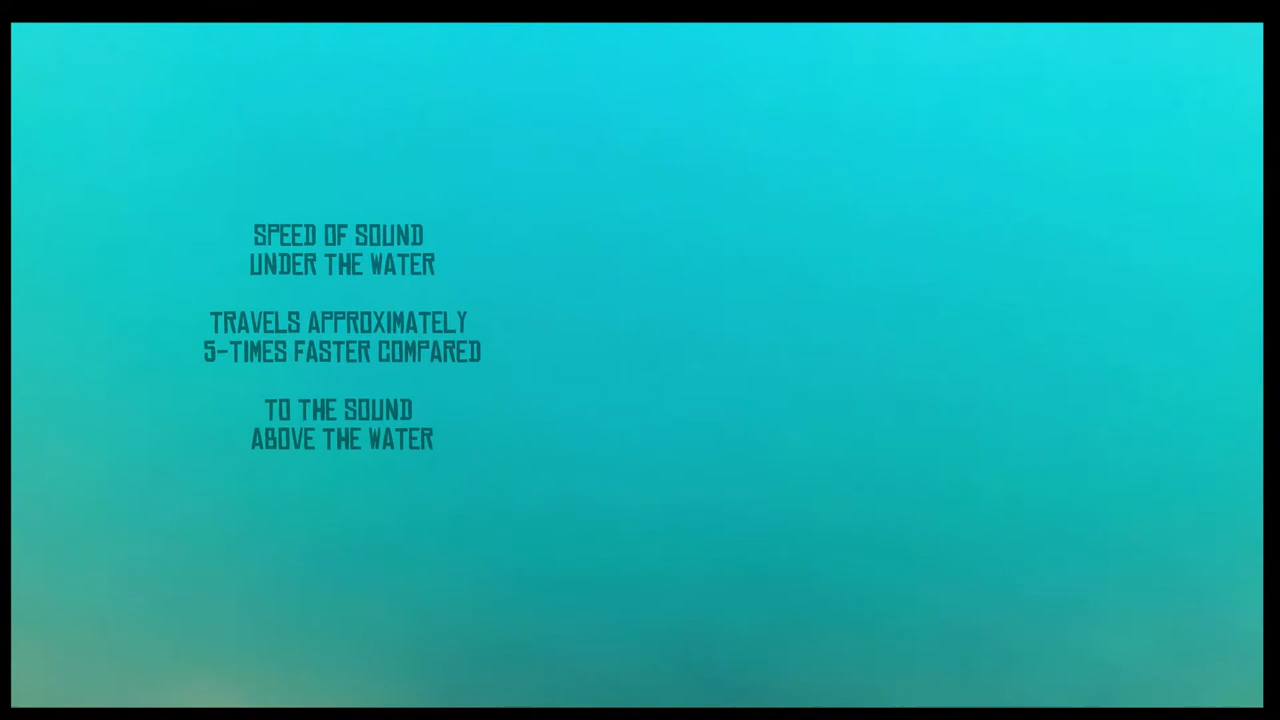 SPEED OF SOUND
UNDER THE WATER
TRAVELS APPROXIMATELY
5-TIMES FASTER COMPARED
TO THE SOUND
ABOVE THE WATER